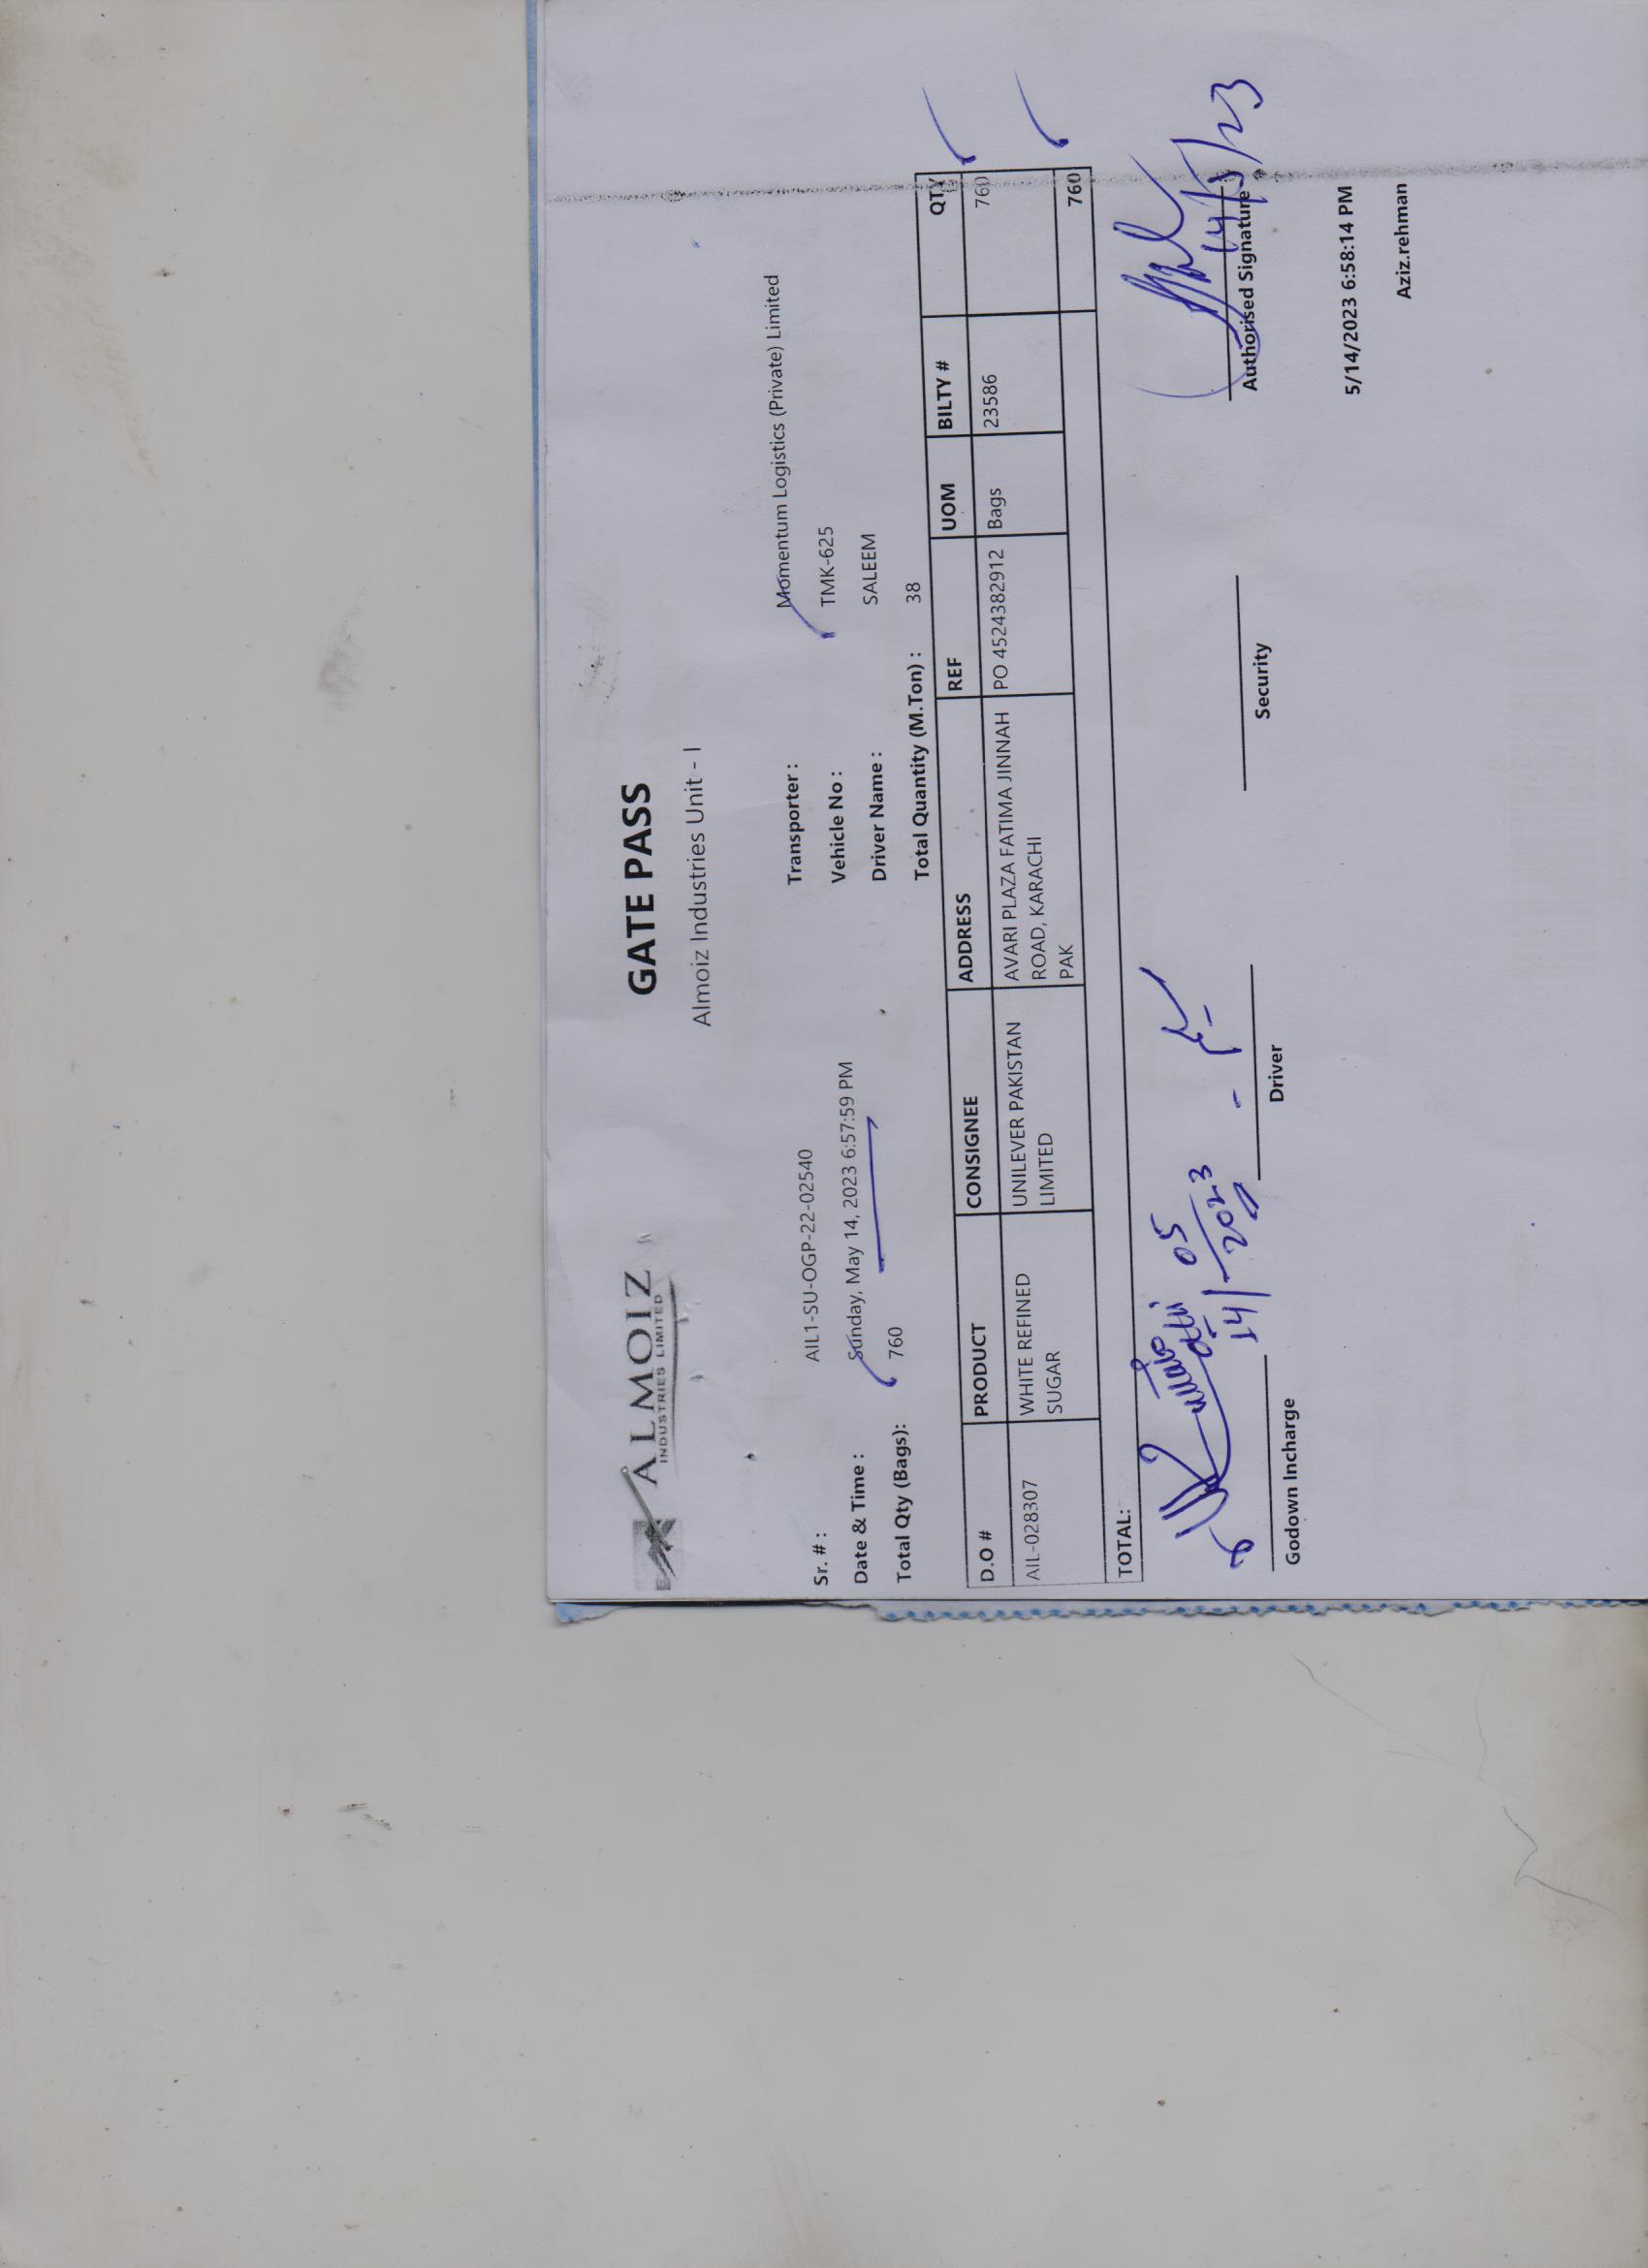 ALMOIZ
INDUSTRIES LIMITED
GATE PASS
Almoiz Industries Unit - I
Sr. # : AIL1-SU-OGP-22-02540
Transporter : Momentum Logistics (Private) Limited
Date & Time : Sunday, May 14, 2023 6:57:59 PM
Vehicle No : TMK-625
Total Qty (Bags): 760
Driver Name : SALEEM
Total Quantity (M.Ton) : 38
D.O # PRODUCT CONSIGNEE ADDRESS REF UOM BILTY # QTY
AIL-028307 WHITE REFINED UNILEVER PAKISTAN AVARI PLAZA FATIMA JINNAH PO 4524382912 Bags 23586 760
SUGAR LIMITED ROAD, KARACHI
PAK
TOTAL: 760
14/05/2023
14/5/23
Godown Incharge Driver Security Authorised Signature
5/14/2023 6:58:14 PM
Aziz.rehman